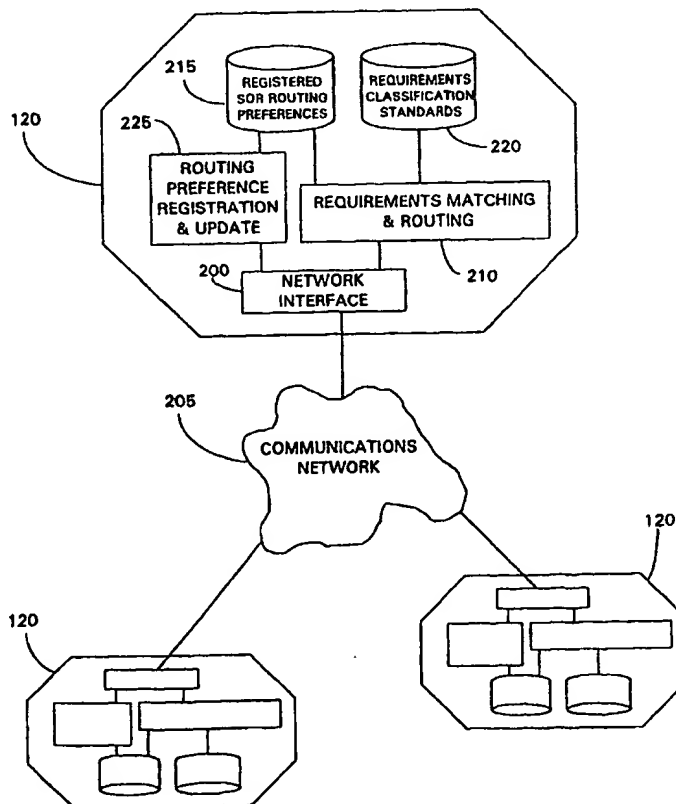 215
REGISTERED
SOR ROUTING
PREFERENCES
REQUIREMENTS
CLASSIFICATION
STANDARDS
120
225
220
ROUTING
PREFERENCE
REGISTRATION
& UPDATE
REQUIREMENTS MATCHING
& ROUTING
200
NETWORK
INTERFACE
210
205
COMMUNICATIONS
NETWORK
120
120